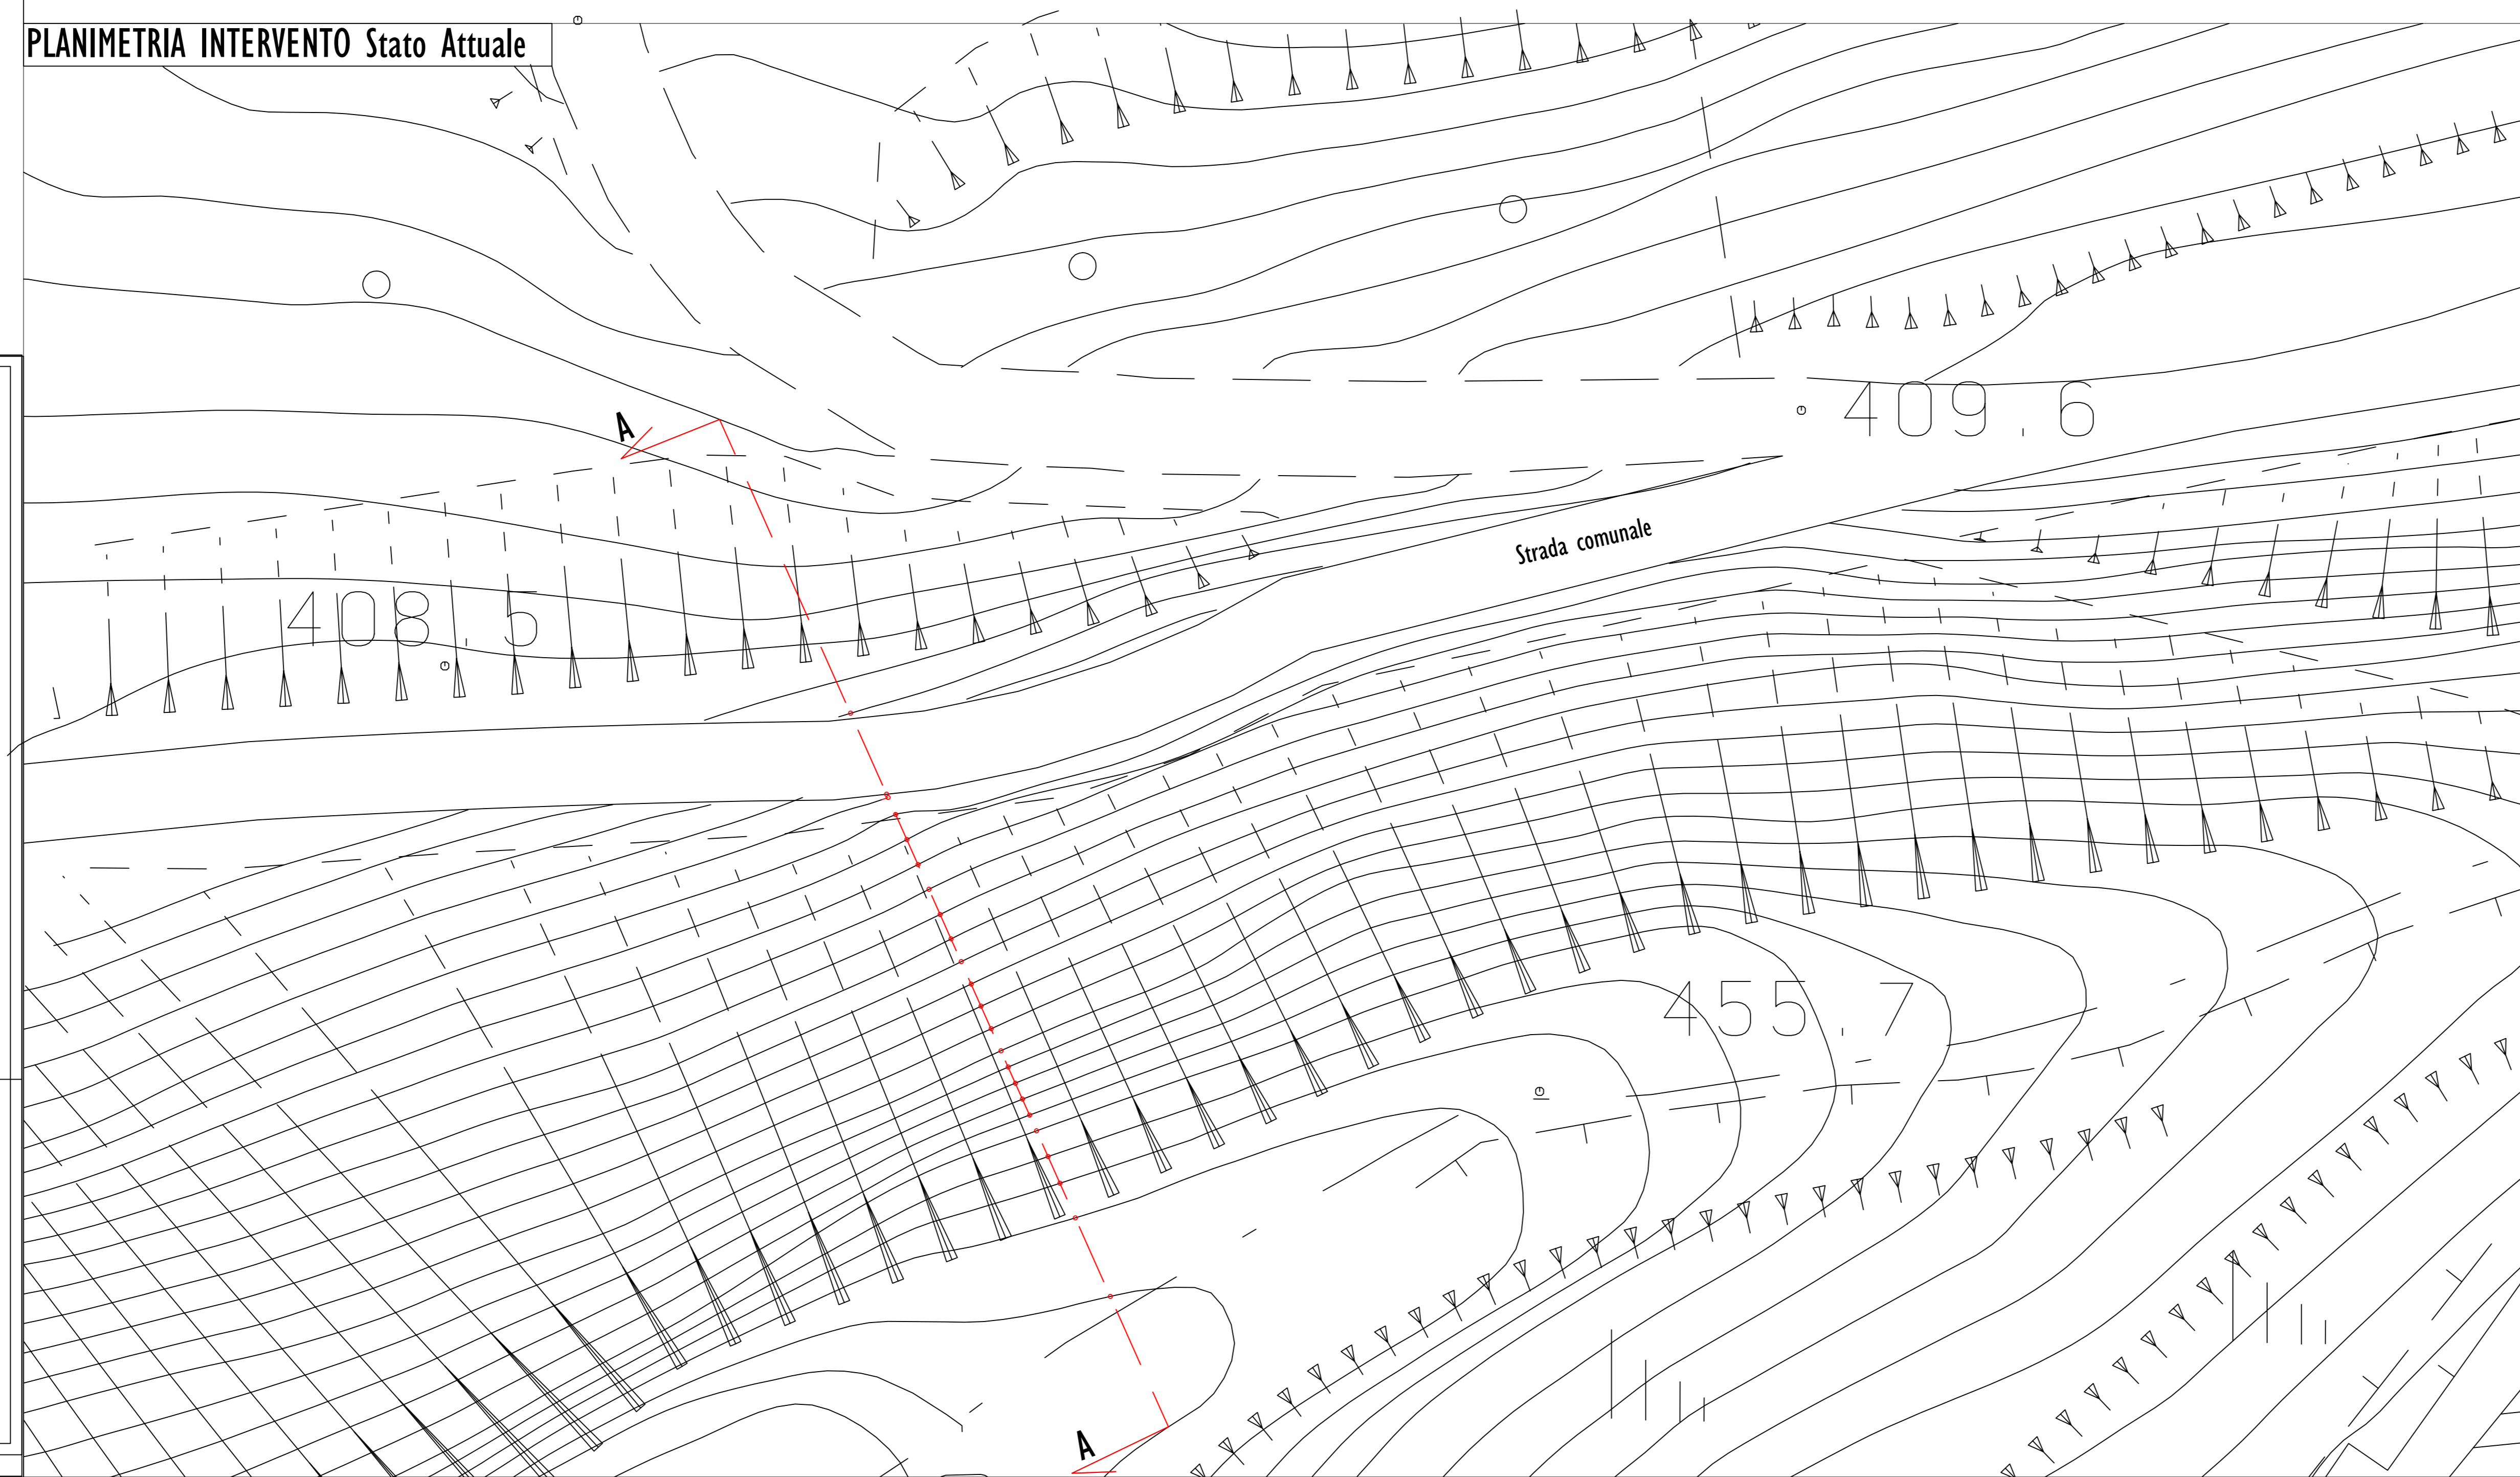 PLANIMETRIA INTERVENTO Stato Attuale
409,6
A
Strada comunale
408,5
455,7
A